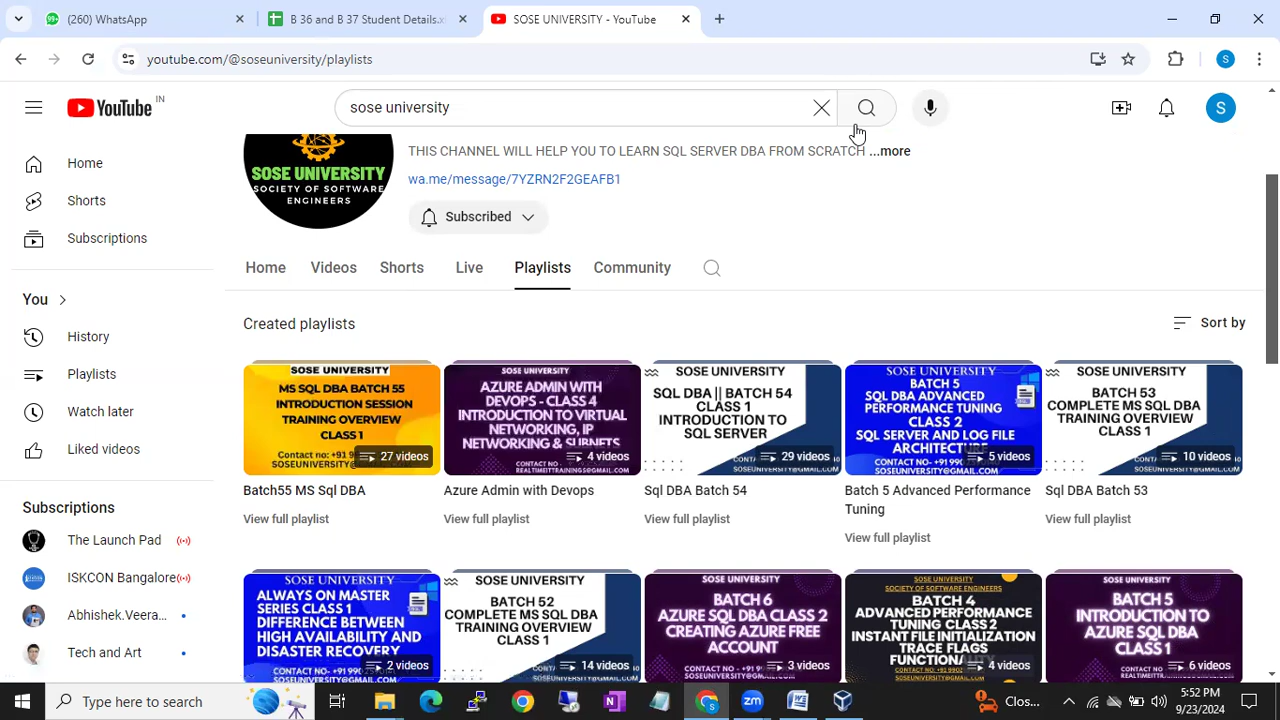 (260) WhatsApp
B 36 and B 37 Student Details.x
SOSE UNIVERSITY - YouTube
youtube.com/@soseuniversity/playlists
YouTube IN
sose university
S
S
SOSE UNIVERSITY
SOCIETY OF SOFTWARE
ENGINEERS
THIS CHANNEL WILL HELP YOU TO LEARN SQL SERVER DBA FROM SCRATCH ...more
wa.me/message/7YZRN2F2GEAFB1
Subscribed
Home
Shorts
Subscriptions
You
History
Playlists
Watch later
Liked videos
Subscriptions
The Launch Pad
ISKCON Bangalore
Abhishek.Veera...
Tech and Art
Home Videos Shorts Live Playlists Community
Created playlists
Sort by
SOSE UNIVERSITY
MS SQL DBA BATCH 55
INTRODUCTION SESSION
TRAINING OVERVIEW
CLASS 1
27 videos
Batch55 MS Sql DBA
View full playlist
SOSE UNIVERSITY
AZURE ADMIN WITH
DEVOPS - CLASS 4
INTRODUCTION TO VIRTUAL
NETWORKING, IP
NETWORKING & SUBNETS
4 videos
Azure Admin with Devops
View full playlist
SOSE UNIVERSITY
SQL DBA || BATCH 54
CLASS 1
INTRODUCTION TO
SQL SERVER
29 videos
Sql DBA Batch 54
View full playlist
SOSE UNIVERSITY
BATCH 5
SQL DBA ADVANCED
PERFORMANCE TUNING
CLASS 2
SQL SERVER AND LOG FILE
ARCHITECTURE
5 videos
Batch 5 Advanced Performance
Tuning
View full playlist
SOSE UNIVERSITY
BATCH 53
COMPLETE MS SQL DBA
TRAINING OVERVIEW
CLASS 1
10 videos
Sql DBA Batch 53
View full playlist
SOSE UNIVERSITY
ALWAYS ON MASTER
SERIES CLASS 1
DIFFERENCE BETWEEN
HIGH AVAILABILITY AND
DISASTER RECOVERY
2 videos
SOSE UNIVERSITY
BATCH 52
COMPLETE MS SQL DBA
TRAINING OVERVIEW
CLASS 1
14 videos
SOSE UNIVERSITY
BATCH 6
AZURE SQL DBA CLASS 2
CREATING AZURE FREE
ACCOUNT
3 videos
SOSE UNIVERSITY
SOCIETY OF SOFTWARE ENGINEERS
BATCH 4
ADVANCED PERFORMANCE
TUNING CLASS 2
INSTANT FILE INITIALIZATION
TRACE FLAGS
FUNCTIONALITY
4 videos
SOSE UNIVERSITY
BATCH 5
INTRODUCTION TO
AZURE SQL DBA
CLASS 1
6 videos
Type here to search
Clos...
5:52 PM
9/23/2024